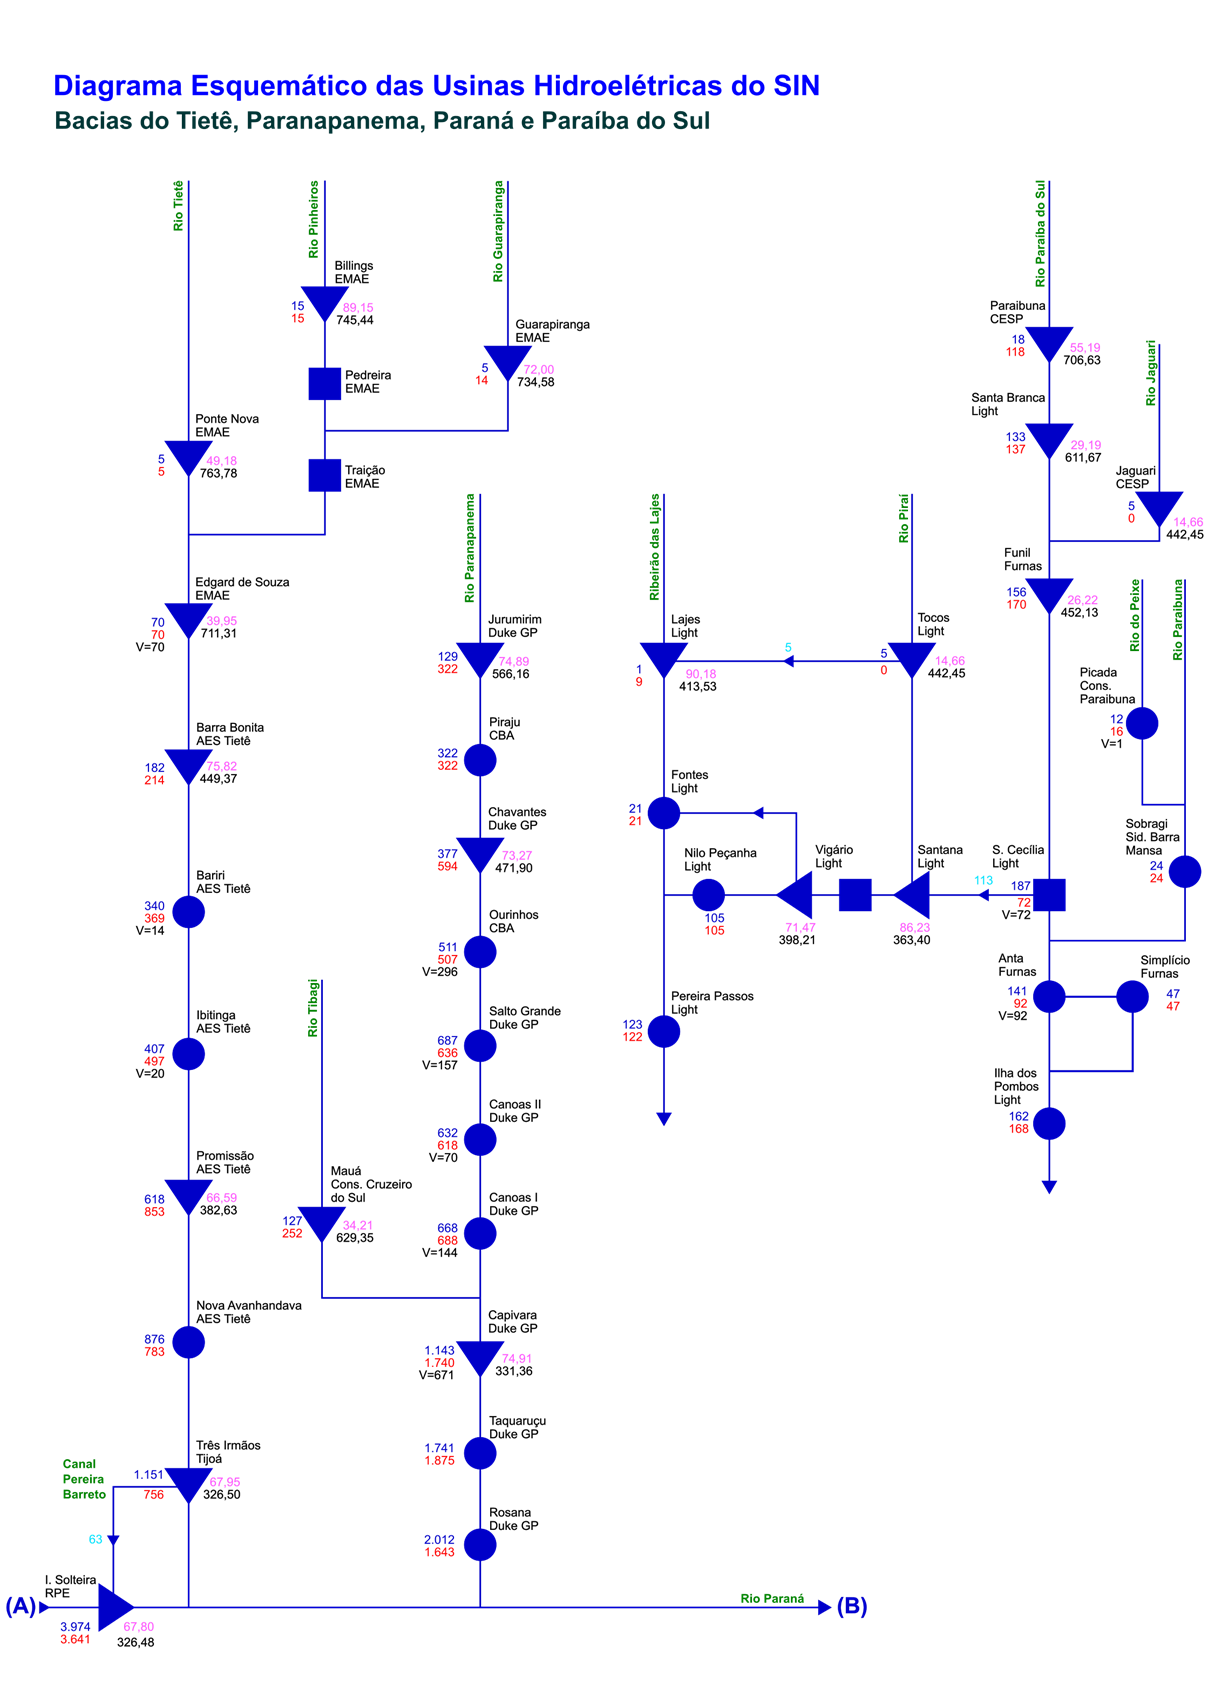 Diagrama Esquemático das Usinas Hidroelétricas do SIN
Bacias do Tietê, Paranapanema, Paraná e Paraíba do Sul
Rio Tietê
Ponte Nova
EMAE
5
5
49,18
763,78
Rio Pinheiros
Billings
EMAE
15
15
89,15
745,44
Pedreira
EMAE
Rio Guarapiranga
Guarapiranga
EMAE
5
14
72,00
734,58
Traição
EMAE
Edgard de Souza
EMAE
70
70
V=70
39,95
711,31
Barra Bonita
AES Tietê
182
214
75,82
449,37
Bariri
AES Tietê
340
369
V=14
Ibitinga
AES Tietê
407
497
V=20
Promissão
AES Tietê
618
853
66,59
382,63
Nova Avanhandava
AES Tietê
876
783
Três Irmãos
Tijoá
1.151
756
67,95
326,50
Canal
Pereira
Barreto
63
I. Solteira
RPE
(A)
3.974
3.641
67,80
326,48
Rio Paraná
(B)
Rio Tibagi
Mauá
Cons. Cruzeiro
do Sul
127
252
34,21
629,35
Rio Paranapanema
Jurumirim
Duke GP
129
322
74,89
566,16
Piraju
CBA
322
322
Chavantes
Duke GP
377
594
73,27
471,90
Ourinhos
CBA
511
507
V=296
Salto Grande
Duke GP
687
636
V=157
Canoas II
Duke GP
632
618
V=70
Canoas I
Duke GP
668
688
V=144
Capivara
Duke GP
1.143
1.740
V=671
74,91
331,36
Taquaruçu
Duke GP
1.741
1.875
Rosana
Duke GP
2.012
1.643
Ribeirão das Lajes
Lajes
Light
1
9
90,18
413,53
5
Rio Piraí
Tocos
Light
5
0
14,66
442,45
Fontes
Light
21
21
Nilo Peçanha
Light
105
105
Vigário
Light
71,47
398,21
Santana
Light
86,23
363,40
113
Pereira Passos
Light
123
122
Rio Paraíba do Sul
Paraibuna
CESP
18
118
55,19
706,63
Santa Branca
Light
133
137
29,19
611,67
Rio Jaguari
Jaguari
CESP
5
0
14,66
442,45
Funil
Furnas
156
170
26,22
452,13
Rio do Peixe
Rio Paraibuna
Picada
Cons.
Paraibuna
12
16
V=1
Sobragi
Sid. Barra
Mansa
24
24
S. Cecília
Light
187
72
V=72
Anta
Furnas
141
92
V=92
Simplício
Furnas
47
47
Ilha dos
Pombos
Light
162
168